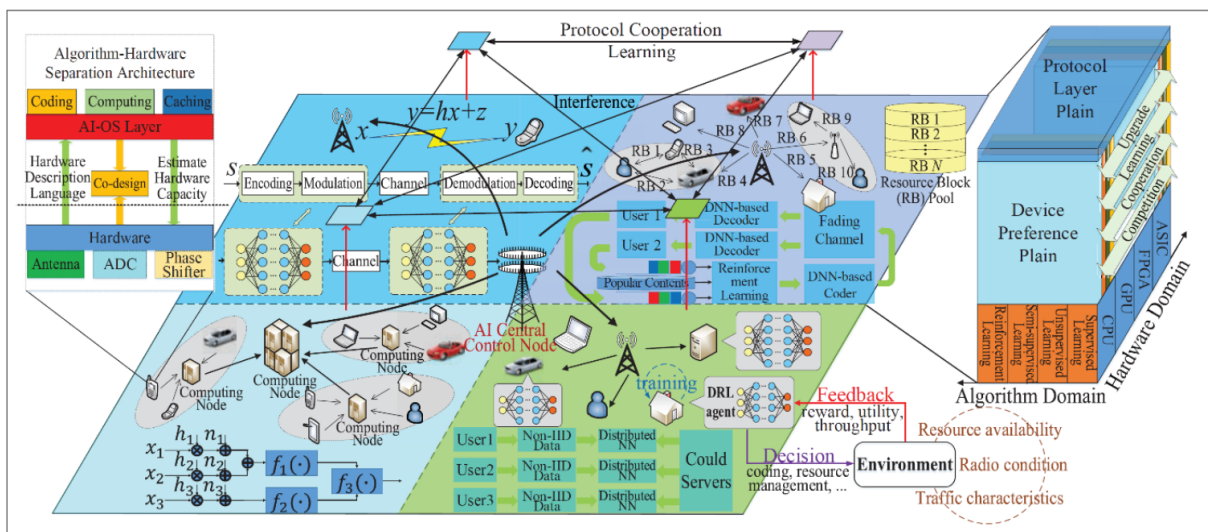 Algorithm-Hardware
Separation Architecture
Coding
Computing
Caching
AI-OS Layer
Hardware
Description
Language
Co-design
Estimate
Hardware
Capacity
Hardware
Antenna
ADC
Phase
Shifter
Protocol Cooperation
Learning
Interference
y=hx+z
x
y
S
Encoding
Modulation
Channel
Demodulation
Decoding
ŝ
Channel
RB 1
RB 2
RB 3
RB 4
RB 5
RB 6
RB 7
RB 8
RB 9
RB 10
RB 1
RB 2
⋮
RB N
Resource Block
(RB) Pool
User 1
DNN-based
Decoder
Fading
Channel
User 2
DNN-based
Decoder
Popular Contents
Reinforce
ment
Learning
DNN-based
Coder
AI Central
Control Node
Computing
Node
Computing
Node
Computing
Node
Computing
Node
h1 n1
x1
h2 n2
x2
h3 n3
x3
f1(·)
f2(·)
f3(·)
training
DRL
agent
User1
Non-IID
Data
Distributed
NN
User2
Non-IID
Data
Distributed
NN
User3
Non-IID
Data
Distributed
NN
Could
Servers
Feedback
reward, utility,
throughput
Decision
coding, resource
management, ...
Environment
Resource availability
Radio condition
Traffic characteristics
Protocol
Layer
Plain
Device
Preference
Plain
Upgrade
Learning
Cooperation
Competition
ASIC
FPGA
GPU
CPU
Reinforcement
Learning
Semi-supervised
Learning
Unsupervised
Learning
Supervised
Learning
Algorithm Domain
Hardware Domain